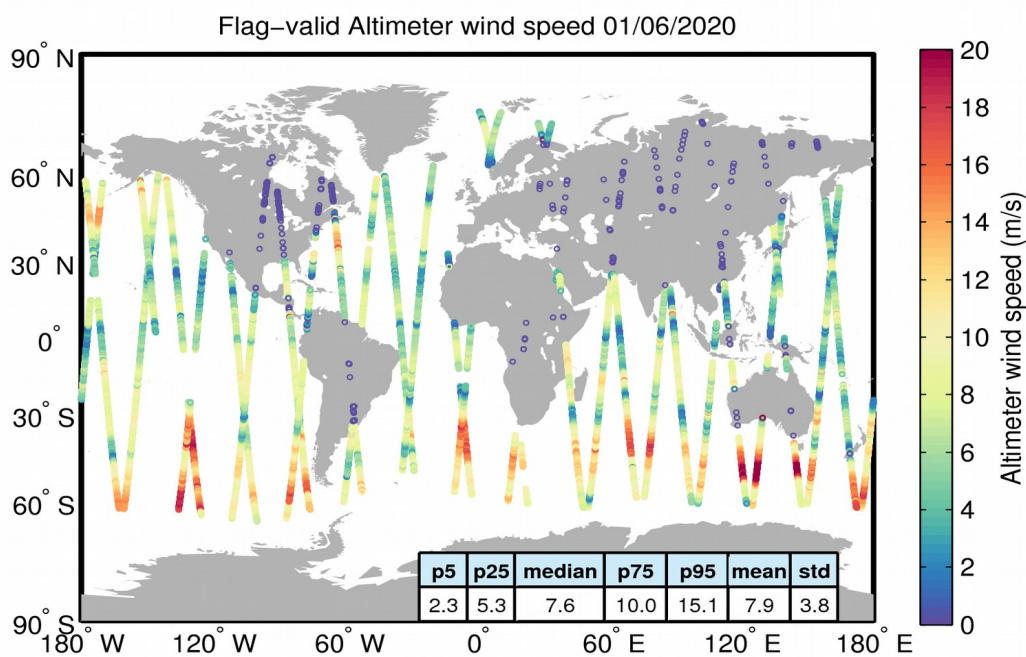 Flag−valid Altimeter wind speed 01/06/2020
90° N
60° N
30° N
0°
30° S
60° S
90° S
180° W
120° W
60° W
0°
60° E
120° E
180° E
p5 p25 median p75 p95 mean std
2.3 5.3 7.6 10.0 15.1 7.9 3.8
20
18
16
14
12
10
8
6
4
2
0
Altimeter wind speed (m/s)